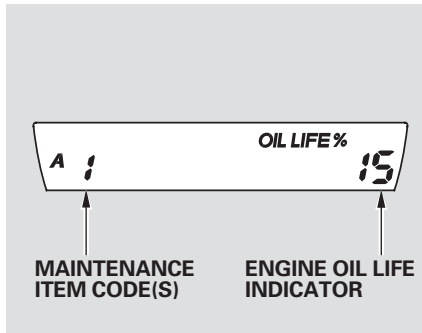 OIL LIFE %
A 1 15
MAINTENANCE
ITEM CODE(S)
ENGINE OIL LIFE
INDICATOR